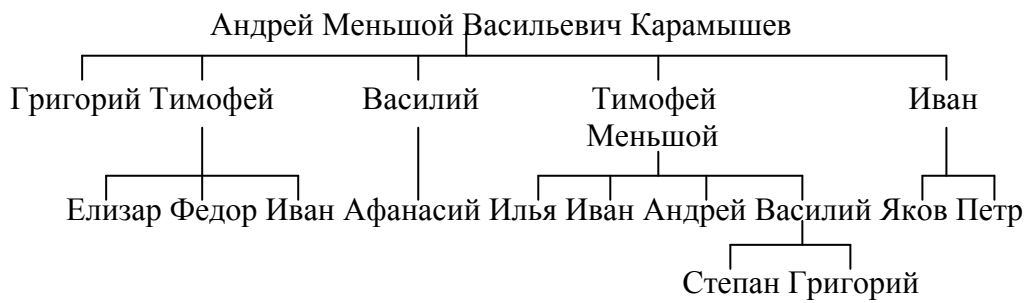 Андрей Меньшой Васильевич Карамышев
Григорий Тимофей Василий Тимофей Иван
Меньшой
Елизар Федор Иван Афанасий Илья Иван Андрей Василий Яков Петр
Степан Григорий